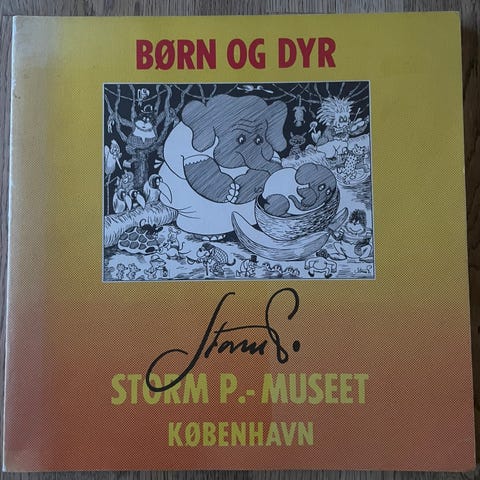 BØRN OG DYR
Storm P.
STORM P.-MUSEET
KØBENHAVN